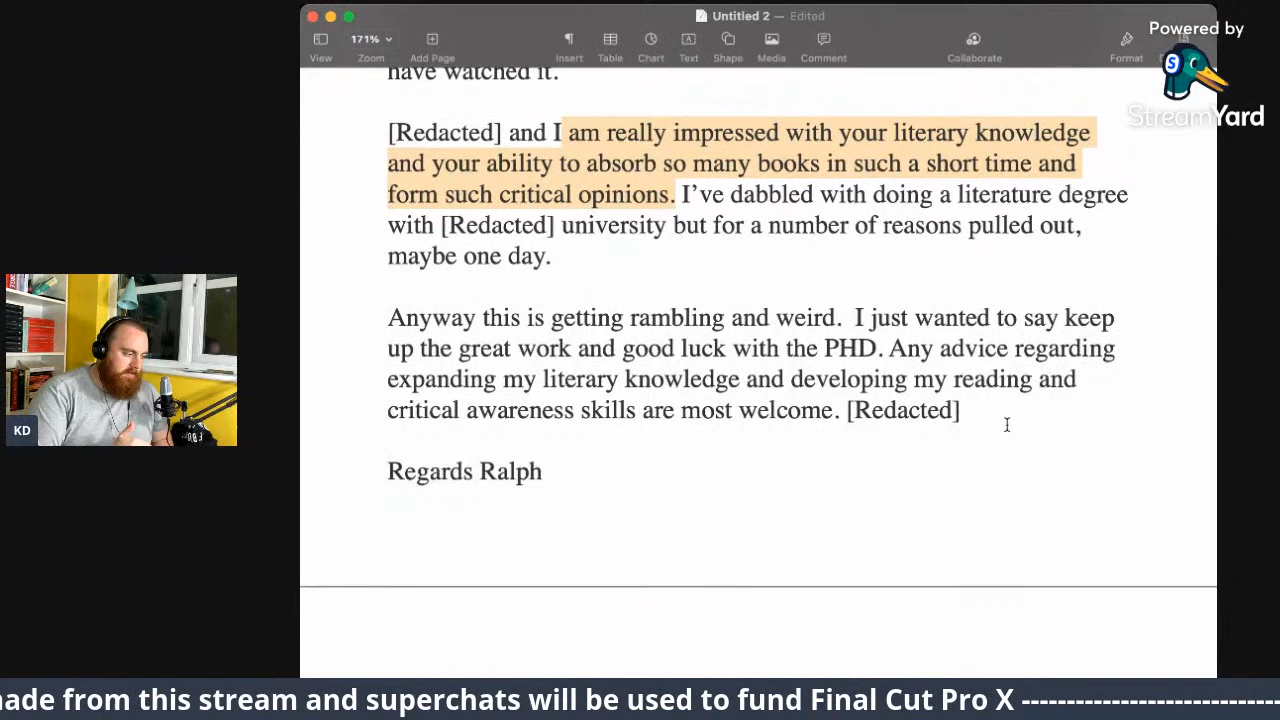 Untitled 2 — Edited
171%
View Zoom Add Page Insert Table Chart Text Shape Media Comment Collaborate Format
Powered by
StreamYard
have watched it.
[Redacted] and I am really impressed with your literary knowledge
and your ability to absorb so many books in such a short time and
form such critical opinions. I’ve dabbled with doing a literature degree
with [Redacted] university but for a number of reasons pulled out,
maybe one day.
Anyway this is getting rambling and weird.  I just wanted to say keep
up the great work and good luck with the PHD. Any advice regarding
expanding my literary knowledge and developing my reading and
critical awareness skills are most welcome. [Redacted]
Regards Ralph
KD
made from this stream and superchats will be used to fund Final Cut Pro X ---------------------------